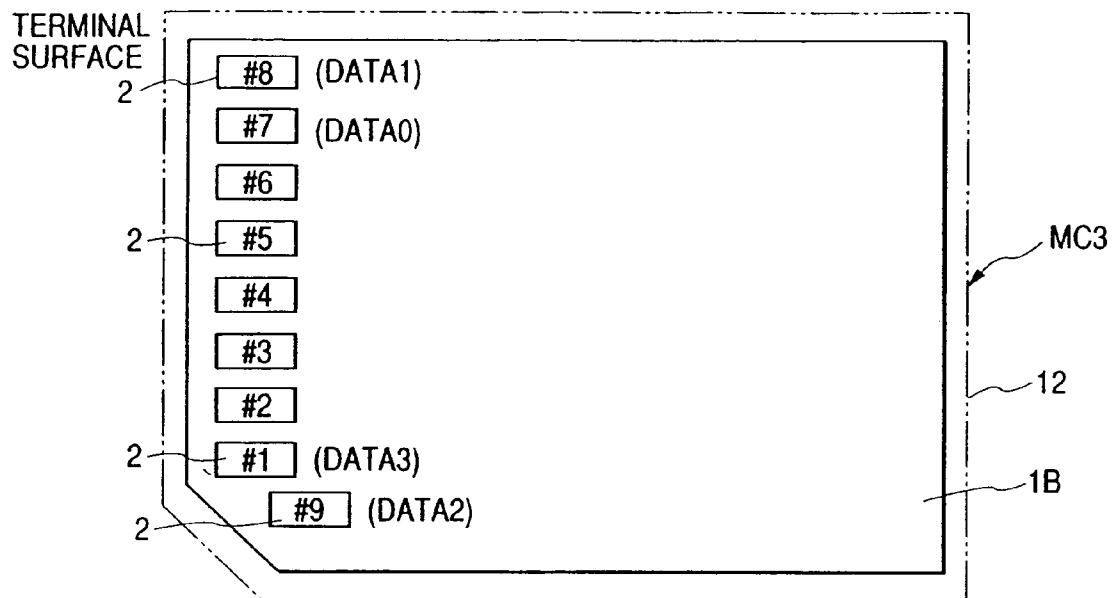 TERMINAL
SURFACE
2 #8 (DATA1)
#7 (DATA0)
#6
2 #5
MC3
#4
#3
12
#2
2 #1 (DATA3)
1B
2 #9 (DATA2)